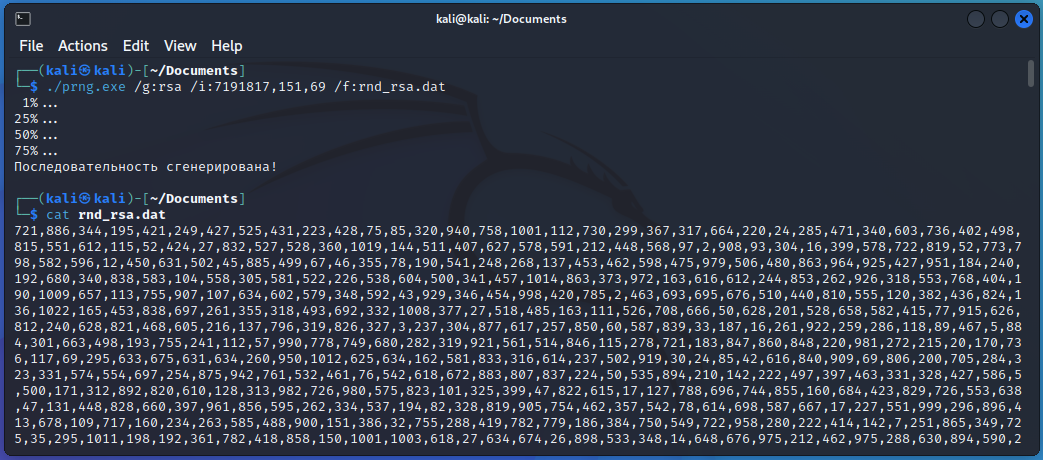 kali@kali: ~/Documents
File Actions Edit View Help
┌──(kali㉿kali)-[~/Documents]
└─$ ./prng.exe /g:rsa /i:7191817,151,69 /f:rnd_rsa.dat
1%...
25%...
50%...
75%...
Последовательность сгенерирована!
┌──(kali㉿kali)-[~/Documents]
└─$ cat rnd_rsa.dat
721,886,344,195,421,249,427,525,431,223,428,75,85,320,940,758,1001,112,730,299,367,317,664,220,24,285,471,340,603,736,402,498,
815,551,612,115,52,424,27,832,527,528,360,1019,144,511,407,627,578,591,212,448,568,97,2,908,93,304,16,399,578,722,819,52,773,7
98,582,596,12,450,631,502,45,885,499,67,46,355,78,190,541,248,268,137,453,462,598,475,979,506,480,863,964,925,427,951,184,240,
192,680,340,838,583,104,558,305,581,522,226,538,604,500,341,457,1014,863,373,972,163,616,612,244,853,262,926,318,553,768,404,1
90,1009,657,113,755,907,107,634,602,579,348,592,43,929,346,454,998,420,785,2,463,693,695,676,510,440,810,555,120,382,436,824,1
36,1022,165,453,838,697,261,355,318,493,692,332,1008,377,27,518,485,163,111,526,708,666,50,628,201,528,658,582,415,77,915,626,
812,240,628,821,468,605,216,137,796,319,826,327,3,237,304,877,617,257,850,60,587,839,33,187,16,261,922,259,286,118,89,467,5,88
4,301,663,498,193,755,241,112,57,990,778,749,680,282,319,921,561,514,846,115,278,721,183,847,860,848,220,981,272,215,20,170,73
6,117,69,295,633,675,631,634,260,950,1012,625,634,162,581,833,316,614,237,502,919,30,24,85,42,616,840,909,69,806,200,705,284,3
23,331,574,554,697,254,875,942,761,532,461,76,542,618,672,883,807,837,224,50,535,894,210,142,222,497,397,463,331,328,427,586,5
,500,171,312,892,820,610,128,313,982,726,980,575,823,101,325,399,47,822,615,17,127,788,696,744,855,160,684,423,829,726,553,638
,47,131,448,828,660,397,961,856,595,262,334,537,194,82,328,819,905,754,462,357,542,78,614,698,587,667,17,227,551,999,296,896,4
13,678,109,717,160,234,263,585,488,900,151,386,32,755,288,419,782,779,186,384,750,549,722,958,280,222,414,142,7,251,865,349,72
5,35,295,1011,198,192,361,782,418,858,150,1001,1003,618,27,634,674,26,898,533,348,14,648,676,975,212,462,975,288,630,894,590,2